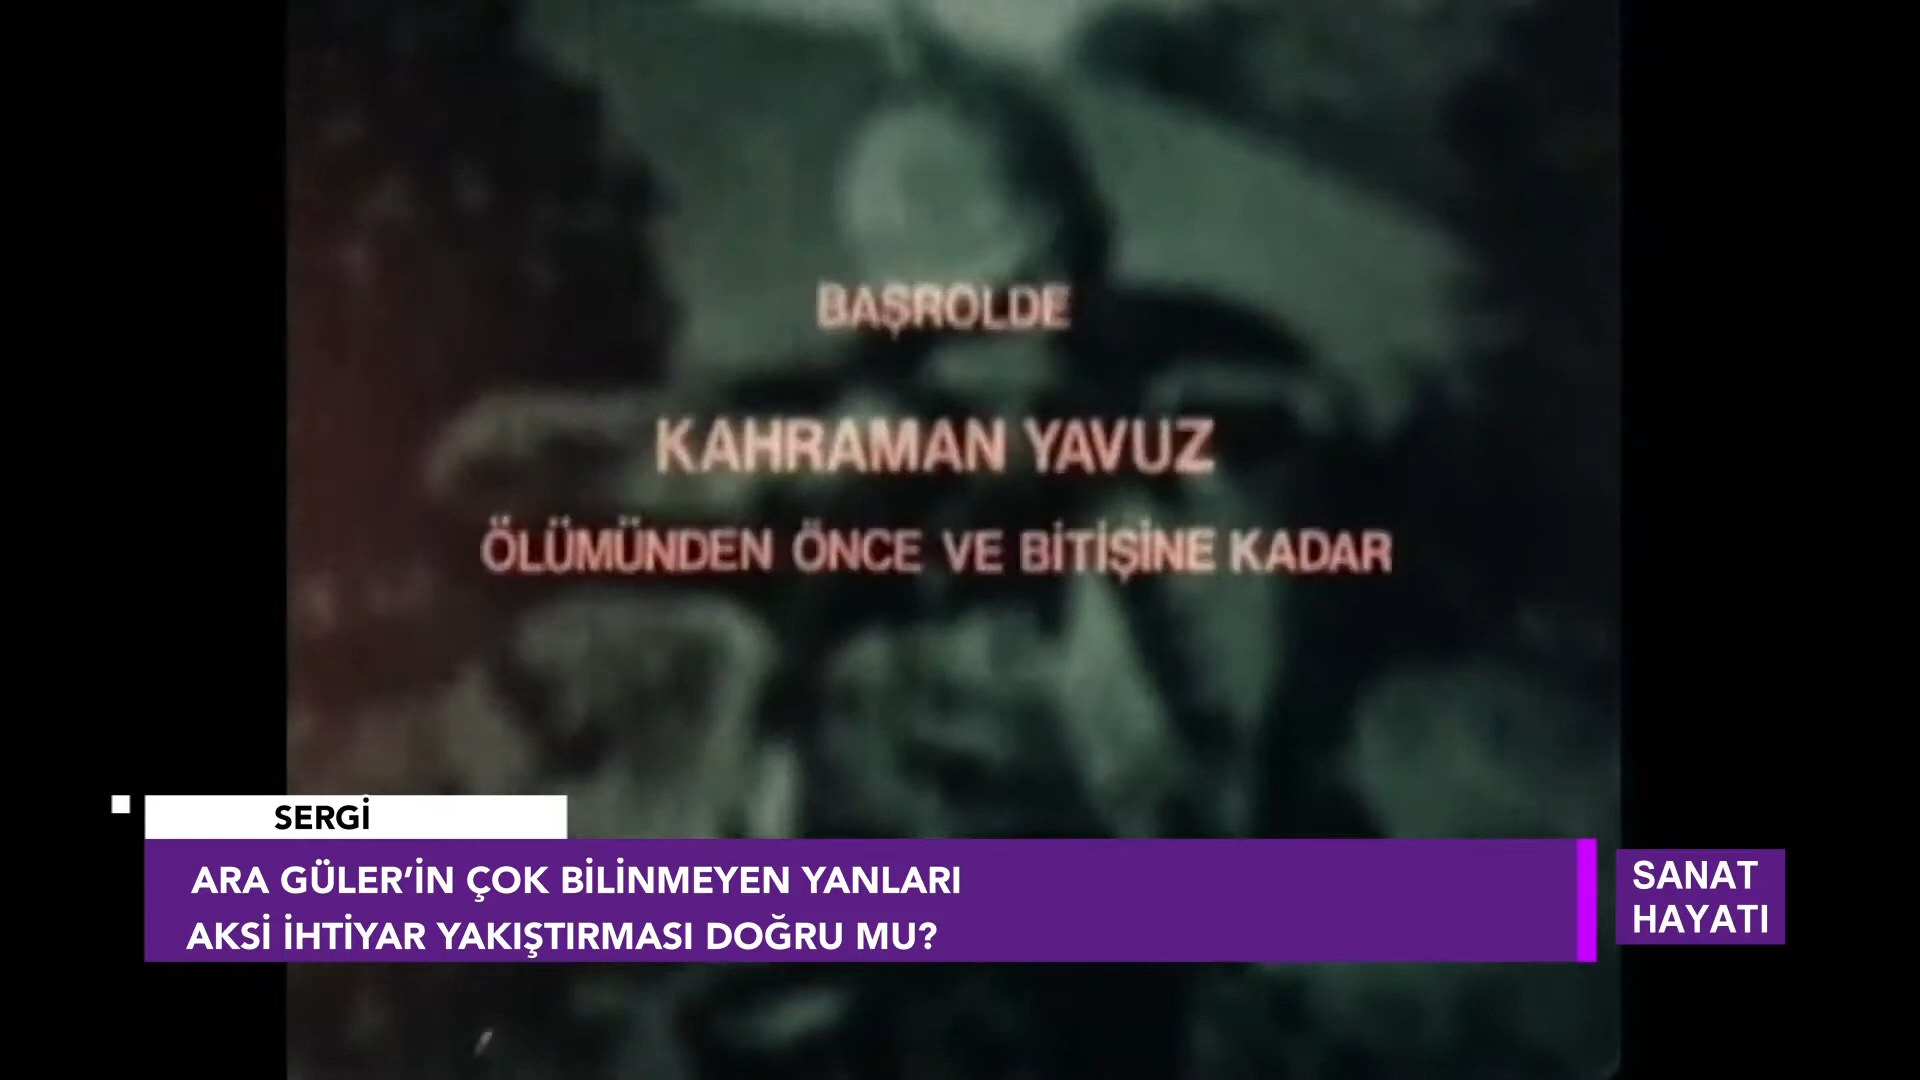 BAŞROLDE
KAHRAMAN YAVUZ
ÖLÜMÜNDEN ÖNCE VE BİTİŞİNE KADAR
SERGİ
ARA GÜLER’İN ÇOK BİLİNMEYEN YANLARI
AKSİ İHTİYAR YAKIŞTIRMASI DOĞRU MU?
SANAT
HAYATI